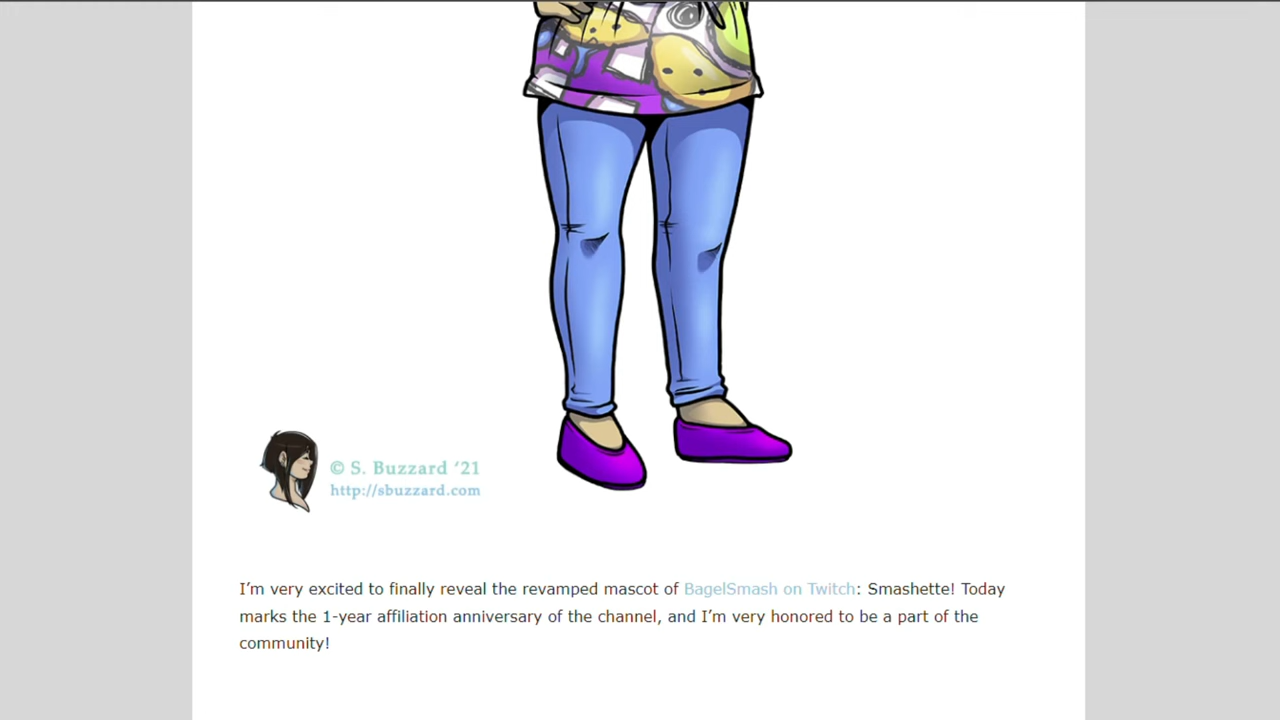 © S. Buzzard ‘21
http://sbuzzard.com
I’m very excited to finally reveal the revamped mascot of BagelSmash on Twitch: Smashette! Today
marks the 1-year affiliation anniversary of the channel, and I’m very honored to be a part of the
community!